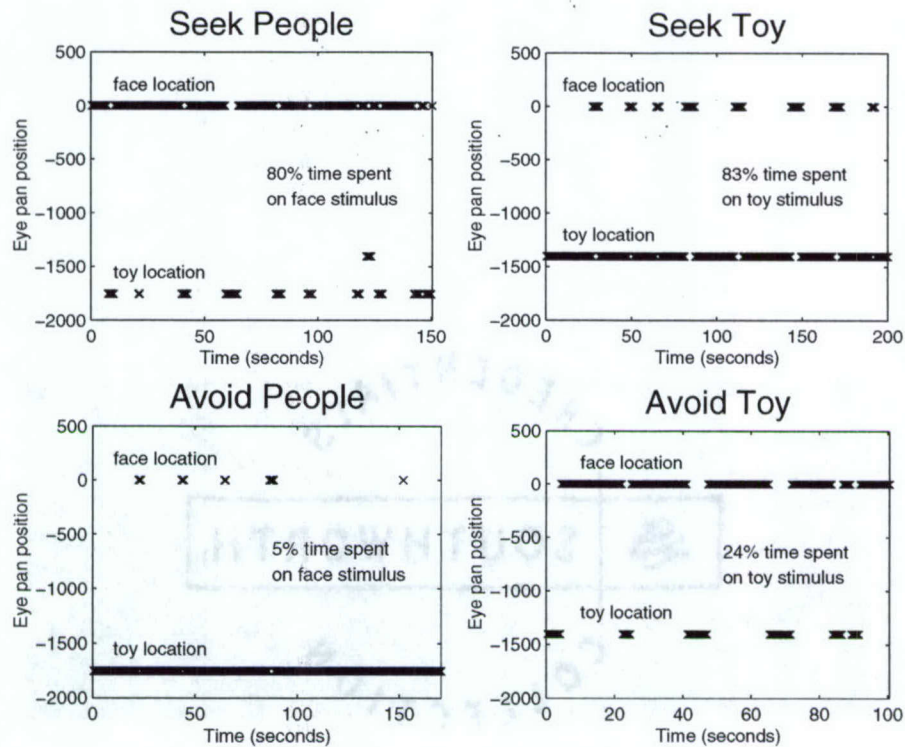 Seek People
500
0
−500
−1000
−1500
−2000
Eye pan position
face location
80% time spent
on face stimulus
toy location
0
50
100
150
Time (seconds)
Seek Toy
500
0
−500
−1000
−1500
−2000
Eye pan position
face location
83% time spent
on toy stimulus
toy location
0
50
100
150
200
Time (seconds)
Avoid People
500
0
−500
−1000
−1500
−2000
Eye pan position
face location
5% time spent
on face stimulus
toy location
0
50
100
150
Time (seconds)
Avoid Toy
500
0
−500
−1000
−1500
−2000
Eye pan position
face location
24% time spent
on toy stimulus
toy location
0
20
40
60
80
100
Time (seconds)
SOUTHWORTH